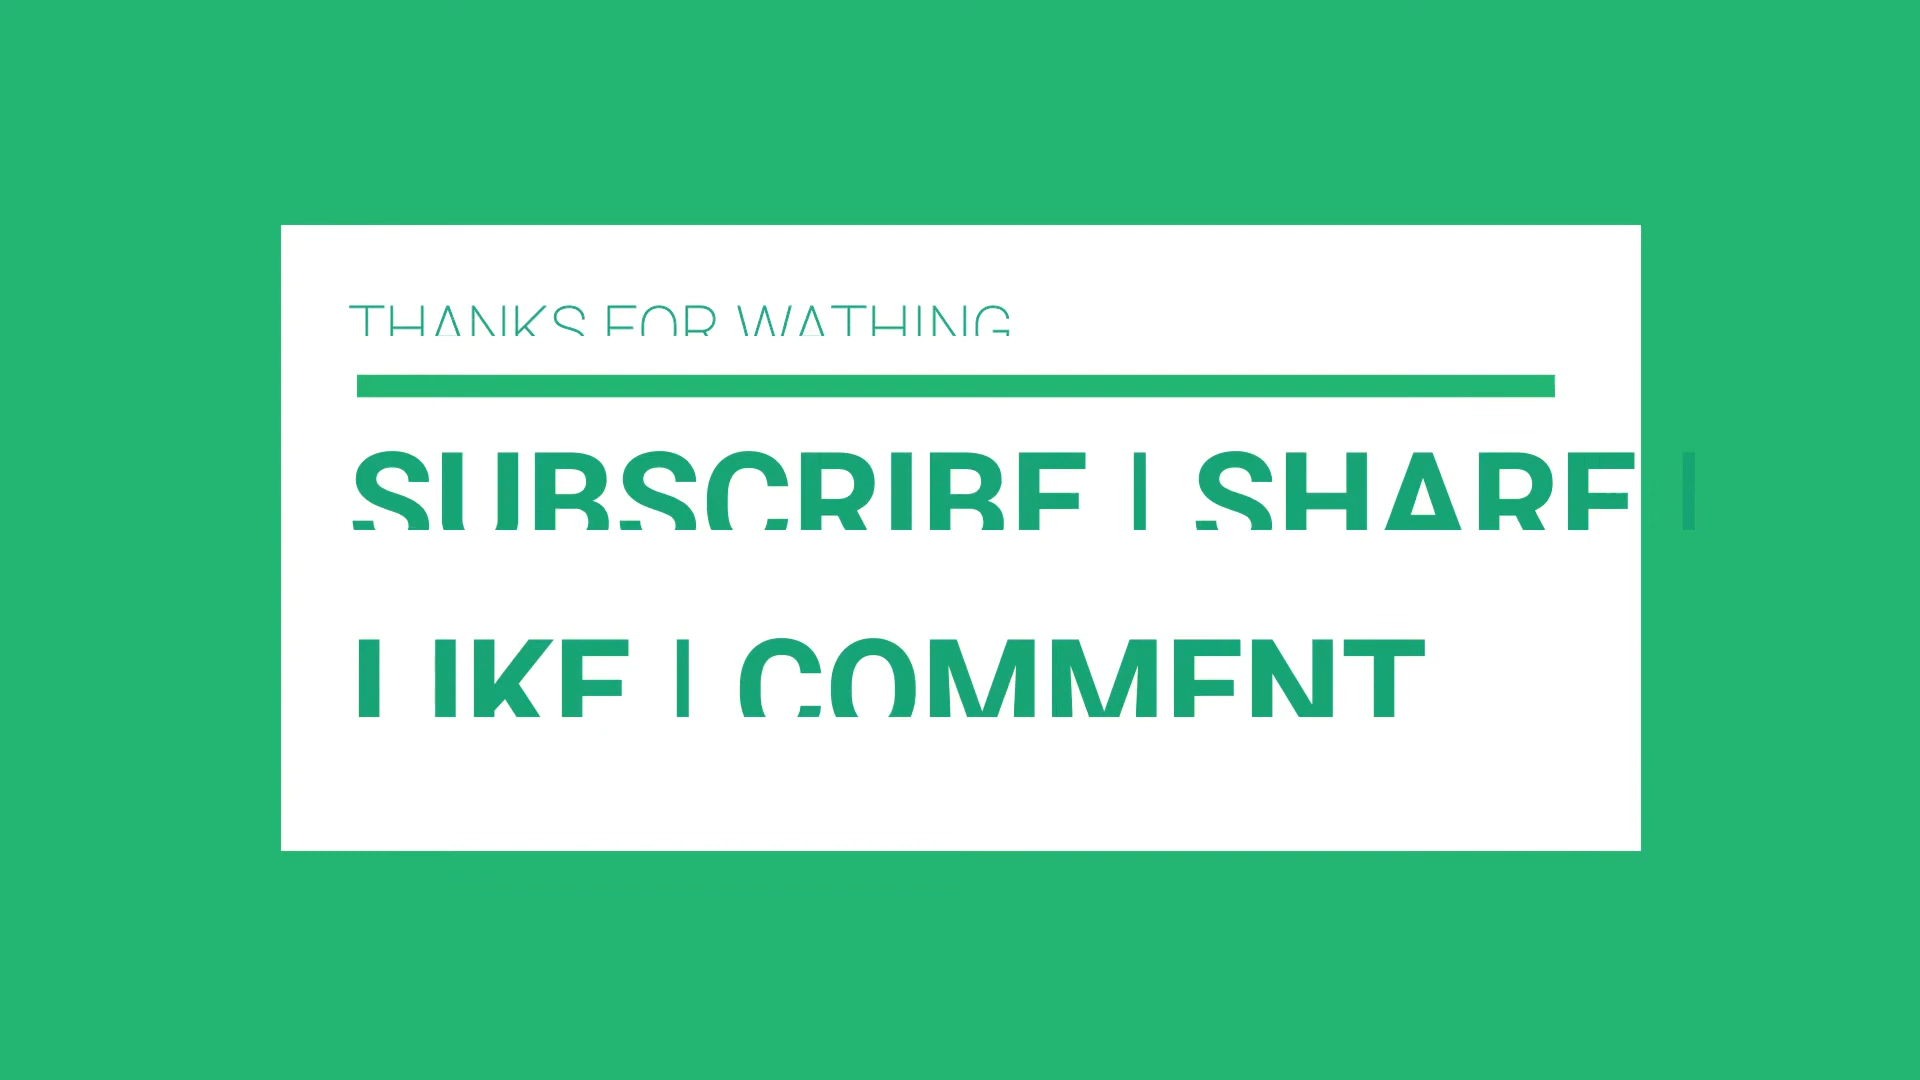 THANKS FOR WATHING
SUBSCRIBE | SHARE |
LIKE | COMMENT